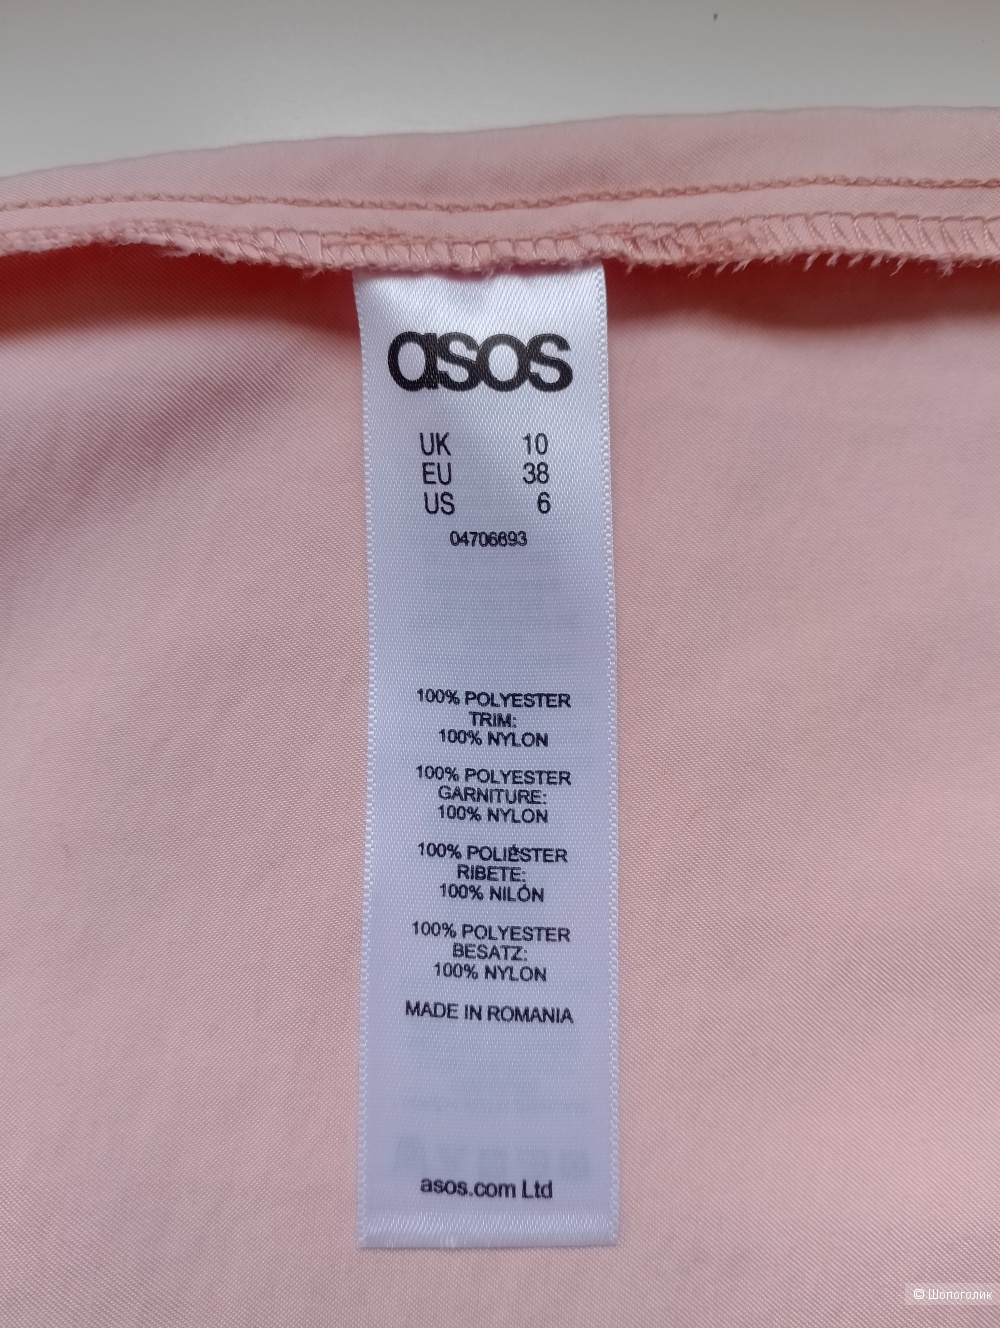 asos
UK 10
EU 38
US 6
04706893
100% POLYESTER
TRIM:
100% NYLON
100% POLYESTER
GARNITURE:
100% NYLON
100% POLIÉSTER
RIBETE:
100% NILÓN
100% POLYESTER
BESATZ:
100% NYLON
MADE IN ROMANIA
asos.com Ltd
© Шопоголик